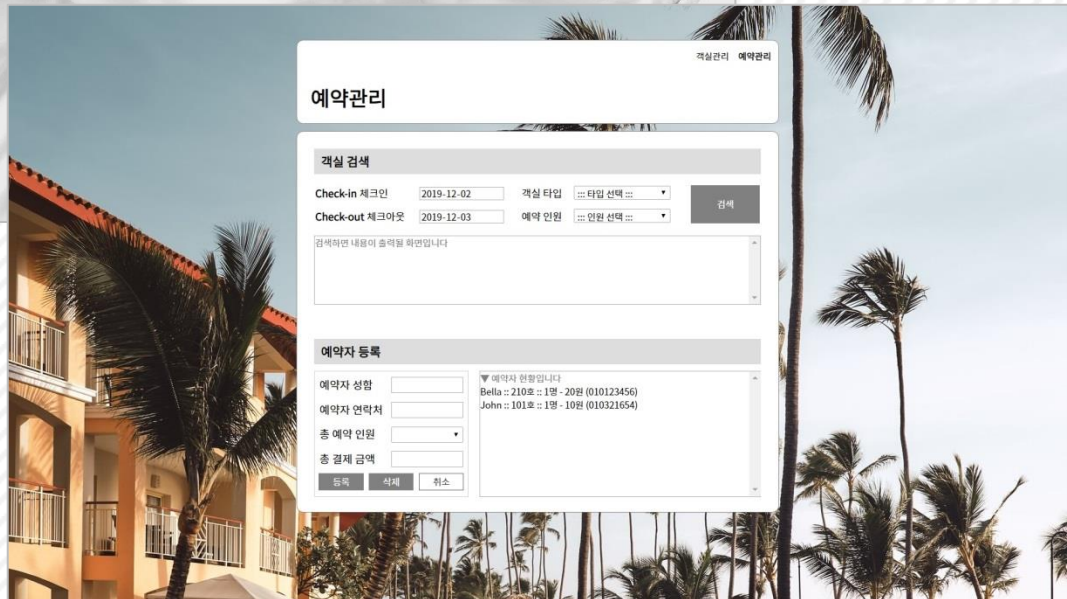 객실관리 예약관리
예약관리
객실 검색
Check-in 체크인 2019-12-02 객실 타입 ::: 타입 선택 ::: 검색
Check-out 체크아웃 2019-12-03 예약 인원 ::: 인원 선택 :::
검색하면 내용이 출력될 화면입니다
예약자 등록
예약자 성함
예약자 연락처
총 예약 인원
총 결제 금액
등록 삭제 취소
▼ 예약자 현황입니다
Bella :: 210호 :: 1명 - 20원 (010123456)
John :: 101호 :: 1명 - 10원 (010321654)